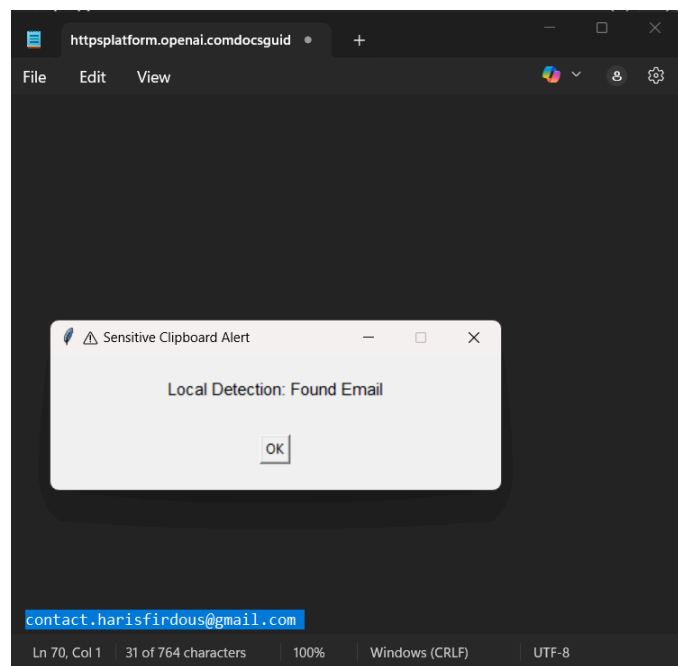 httpsplatform.openai.comdocsguid
File Edit View
⚠ Sensitive Clipboard Alert
Local Detection: Found Email
OK
contact.harisfirdous@gmail.com
Ln 70, Col 1 31 of 764 characters 100% Windows (CRLF) UTF-8